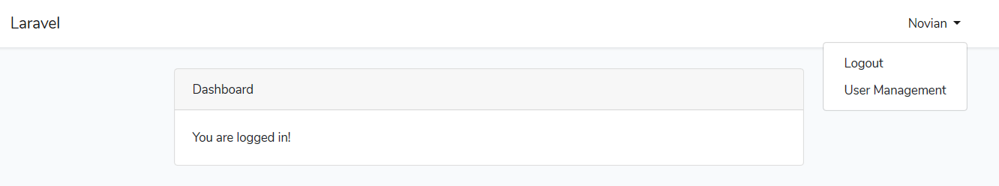 Laravel
Novian
Logout
User Management
Dashboard
You are logged in!